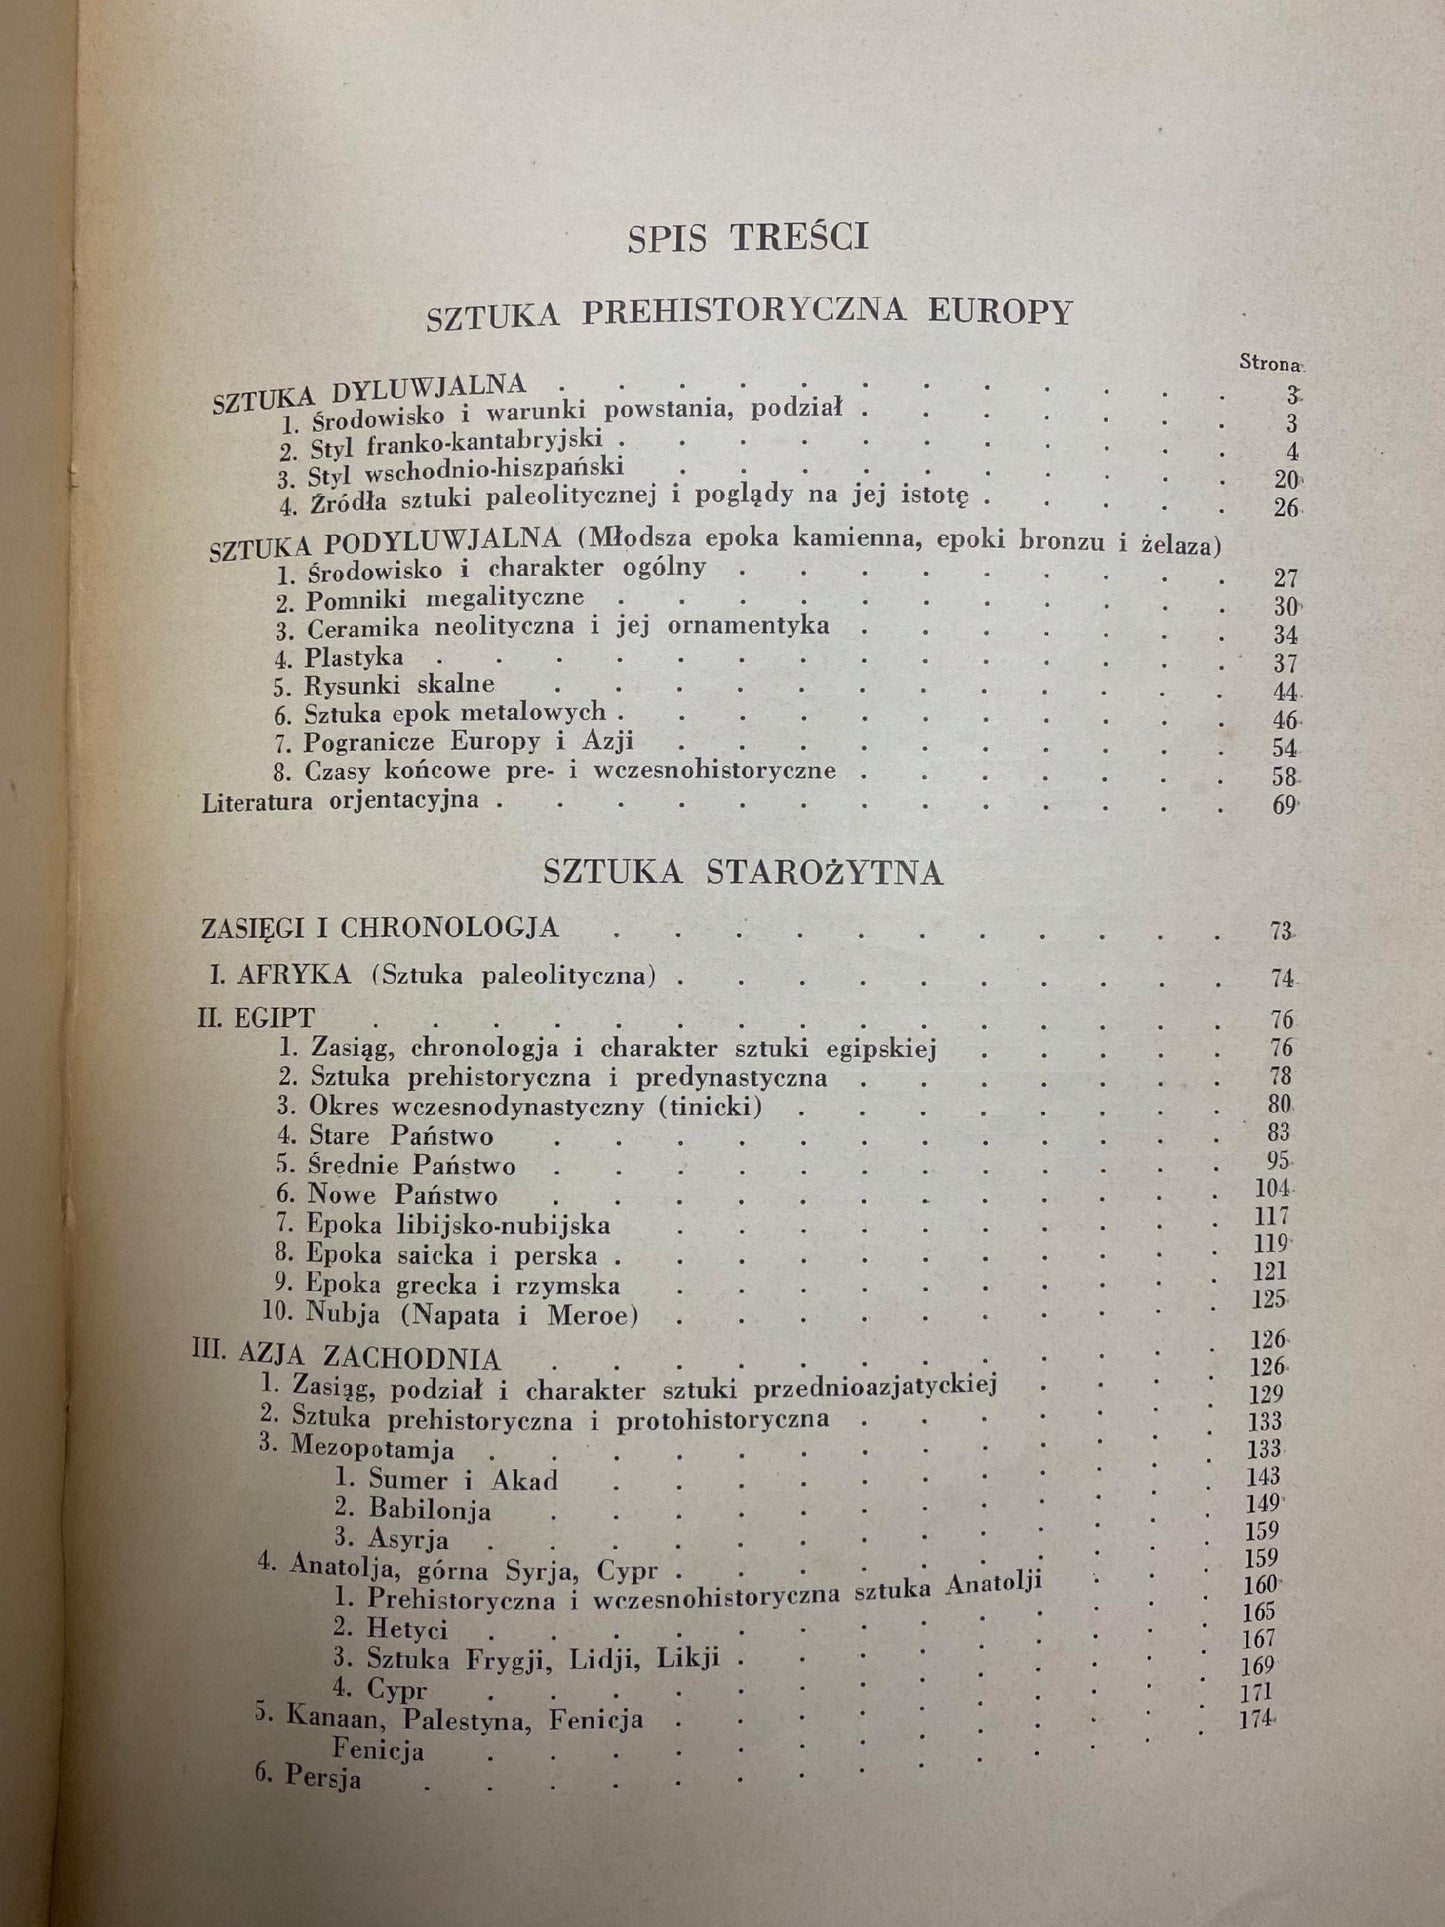 SPIS TREŚCI
SZTUKA PREHISTORYCZNA EUROPY
Strona
SZTUKA DYLUWJALNA 3
1. Środowisko i warunki powstania, podział 3
2. Styl franko-kantabryjski 4
3. Styl wschodnio-hiszpański 20
4. Źródła sztuki paleolitycznej i poglądy na jej istotę 26
SZTUKA PODYLUWJALNA (Młodsza epoka kamienna, epoki bronzu i żelaza)
1. Środowisko i charakter ogólny 27
2. Pomniki megalityczne 30
3. Ceramika neolityczna i jej ornamentyka 34
4. Plastyka 37
5. Rysunki skalne 44
6. Sztuka epok metalowych 46
7. Pogranicze Europy i Azji 54
8. Czasy końcowe pre- i wczesnohistoryczne 58
Literatura orjentacyjna 69
SZTUKA STAROŻYTNA
ZASIĘGI I CHRONOLOGJA 73
I. AFRYKA (Sztuka paleolityczna) 74
II. EGIPT 76
1. Zasiąg, chronologja i charakter sztuki egipskiej 76
2. Sztuka prehistoryczna i predynastyczna 78
3. Okres wczesnodynastyczny (tinicki) 80
4. Stare Państwo 83
5. Średnie Państwo 95
6. Nowe Państwo 104
7. Epoka libijsko-nubijska 117
8. Epoka saicka i perska 119
9. Epoka grecka i rzymska 121
10. Nubja (Napata i Meroe) 125
III. AZJA ZACHODNIA 126
1. Zasiąg, podział i charakter sztuki przednioazjatyckiej 126
2. Sztuka prehistoryczna i protohistoryczna 129
3. Mezopotamja 133
1. Sumer i Akad 133
2. Babilonja 143
3. Asyrja 149
4. Anatolja, górna Syrja, Cypr 159
1. Prehistoryczna i wczesnohistoryczna sztuka Anatolji 159
2. Hetyci 160
3. Sztuka Frygji, Lidji, Likji 165
4. Cypr 167
5. Kanaan, Palestyna, Fenicja 169
Fenicja 171
6. Persja 174